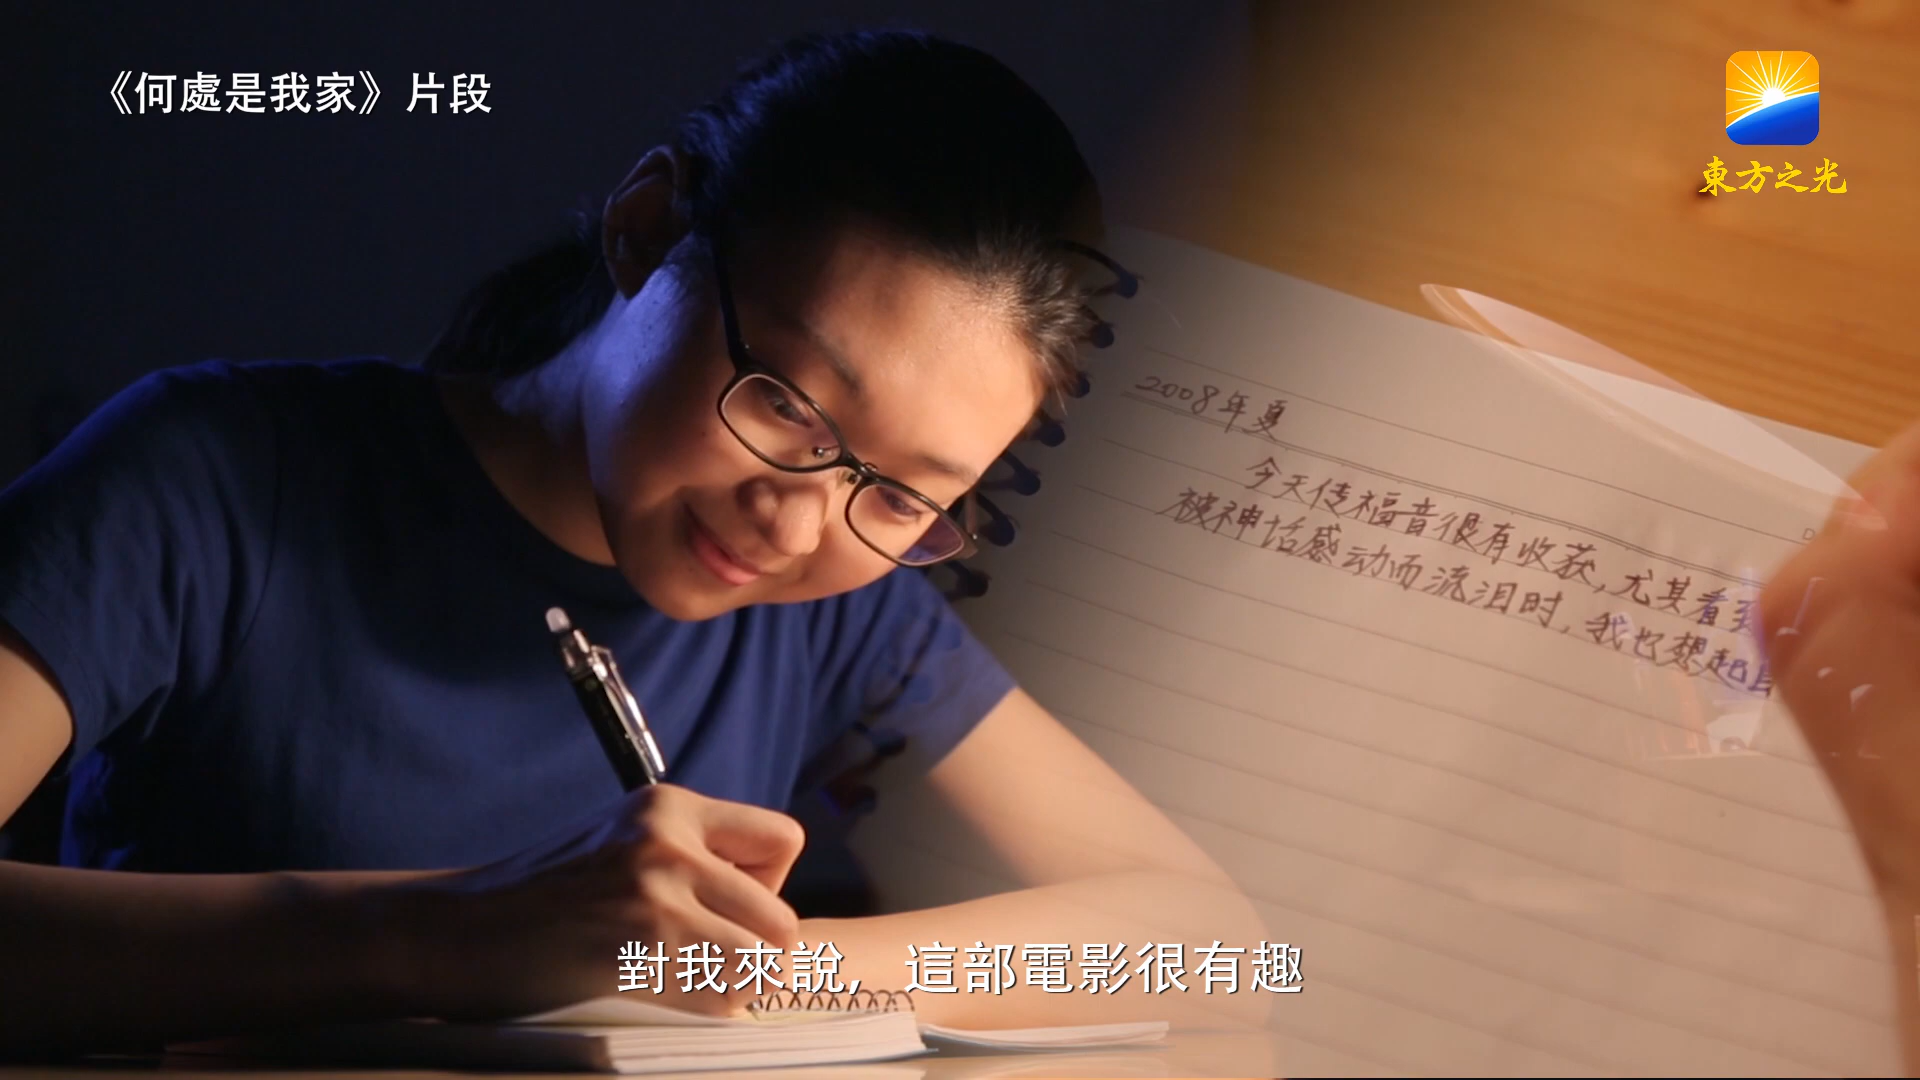 《何處是我家》片段
東方之光
2008年夏
今天传福音很有收获,尤其看到
被神话感动而流泪时,我也想起
對我來說, 這部電影很有趣